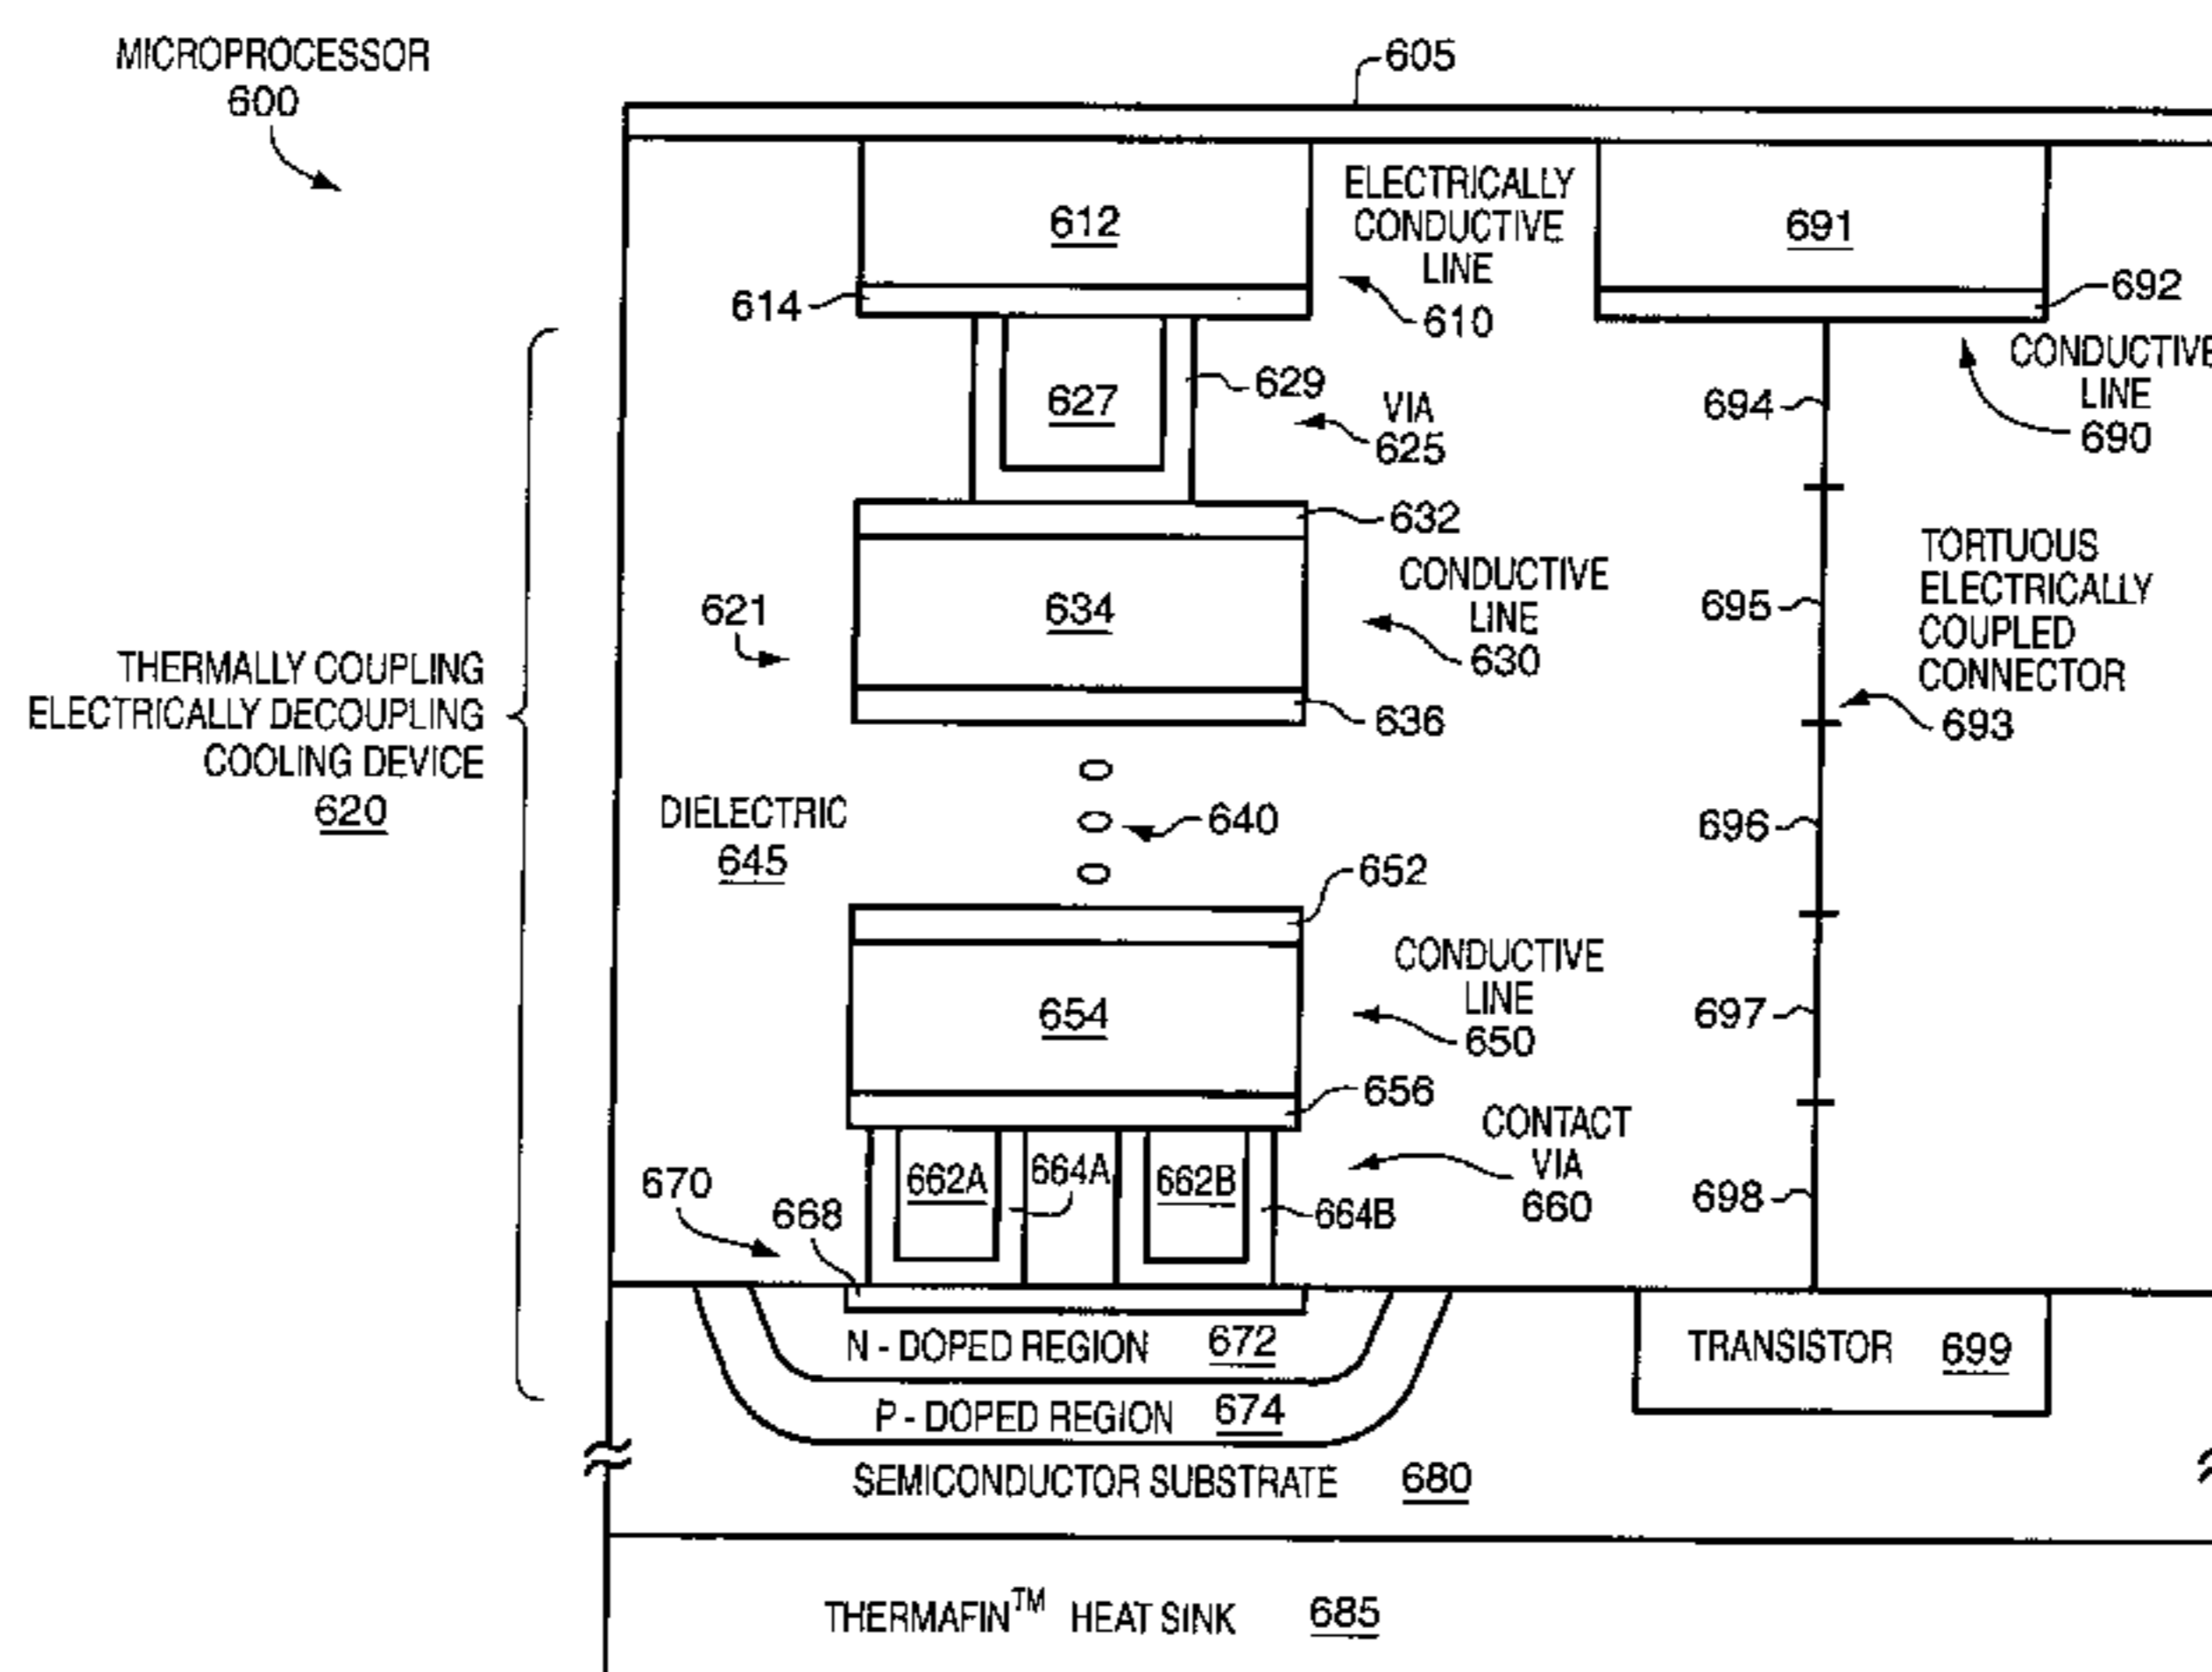 MICROPROCESSOR
600
605
612
ELECTRICALLY
CONDUCTIVE
LINE
610
614
691
692
CONDUCTIVE
LINE
690
627
629
VIA
625
694
632
634
CONDUCTIVE
LINE
630
621
636
695
TORTUOUS
ELECTRICALLY
COUPLED
CONNECTOR
693
THERMALLY COUPLING
ELECTRICALLY DECOUPLING
COOLING DEVICE
620
DIELECTRIC
645
640
696
652
654
CONDUCTIVE
LINE
650
697
656
CONTACT
VIA
660
670
668
662A
664A
662B
664B
698
N - DOPED REGION 672
P - DOPED REGION 674
TRANSISTOR 699
SEMICONDUCTOR SUBSTRATE 680
THERMAFIN™ HEAT SINK 685